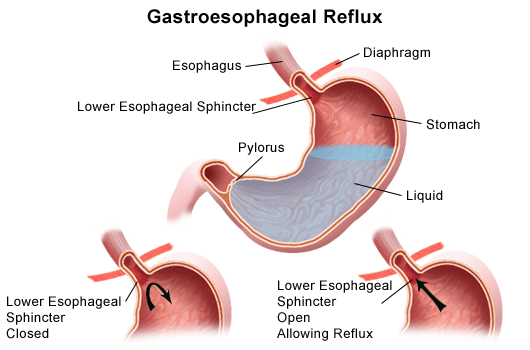 Gastroesophageal Reflux
Diaphragm
Esophagus
Lower Esophageal Sphincter
Stomach
Pylorus
Liquid
Lower Esophageal
Sphincter
Closed
Lower Esophageal
Sphincter
Open
Allowing Reflux